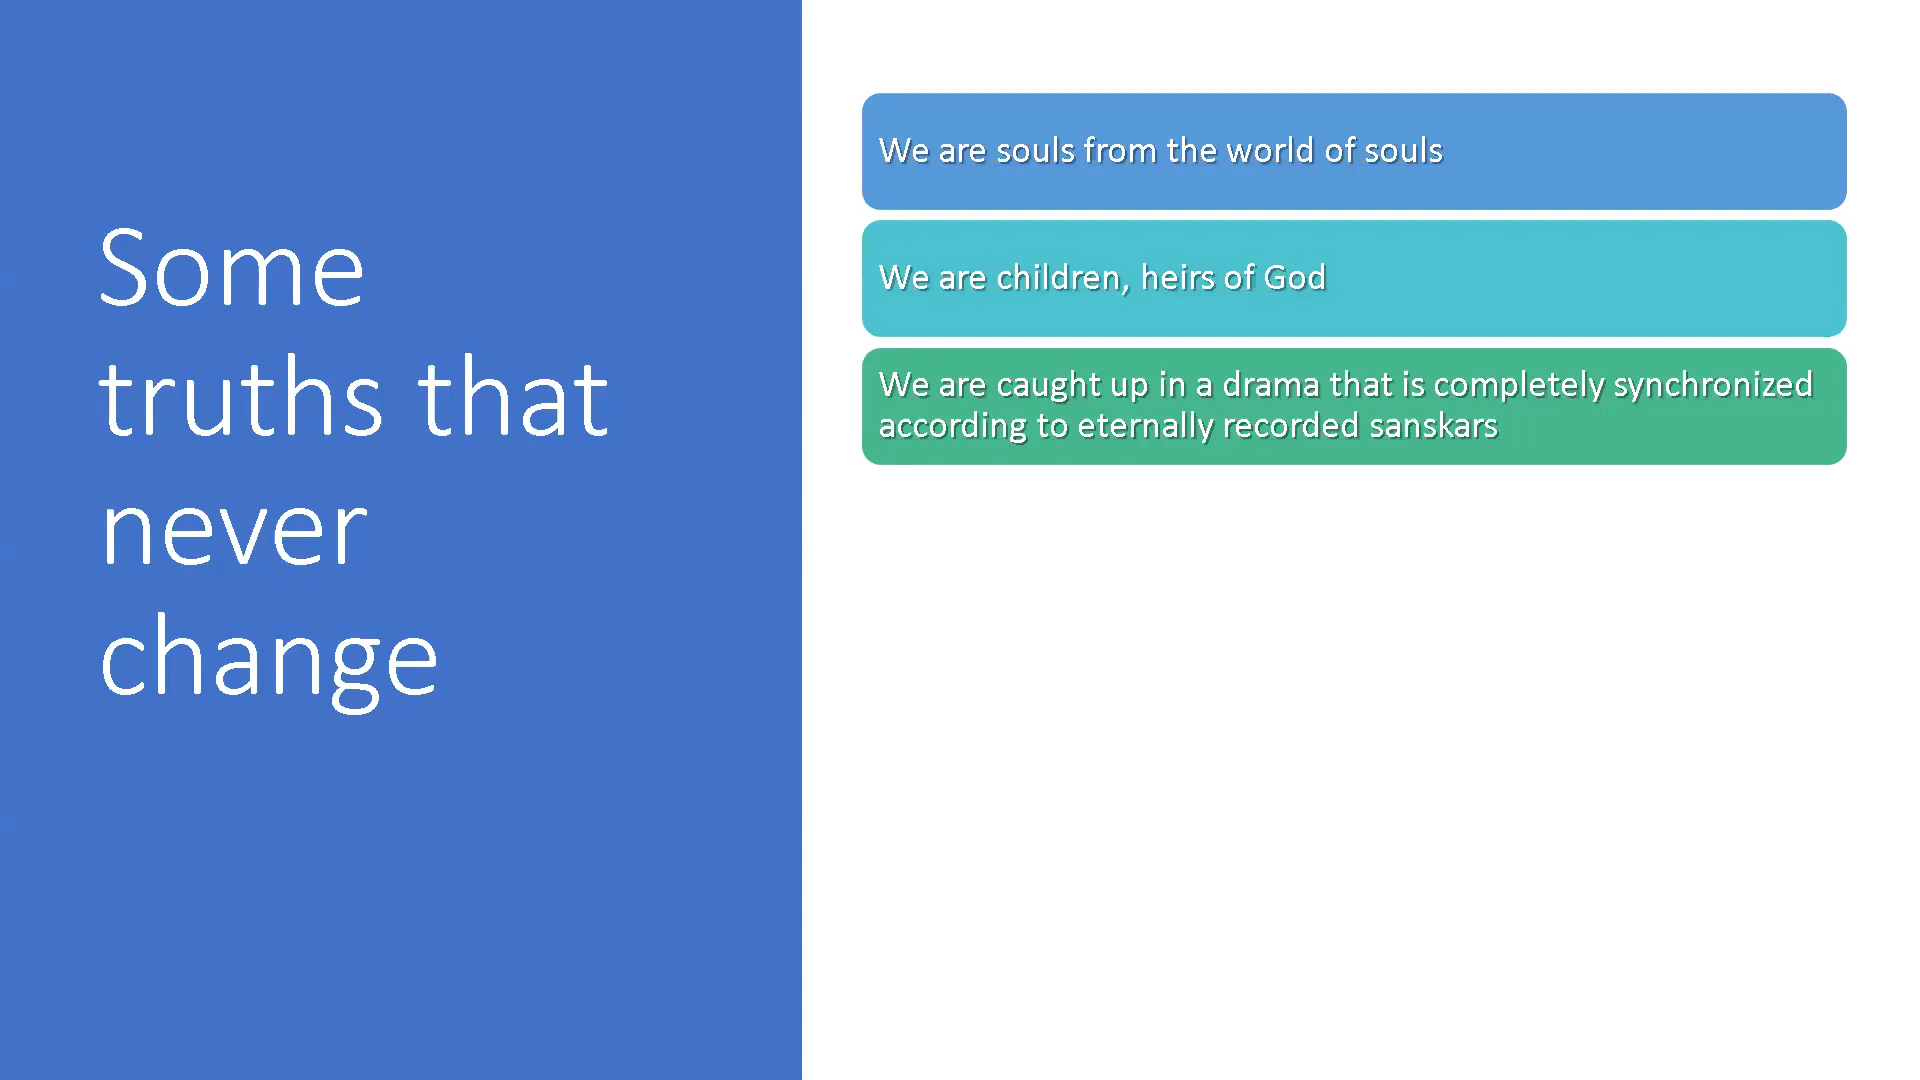 Some
truths that
never
change
We are souls from the world of souls
We are children, heirs of God
We are caught up in a drama that is completely synchronized
according to eternally recorded sanskars